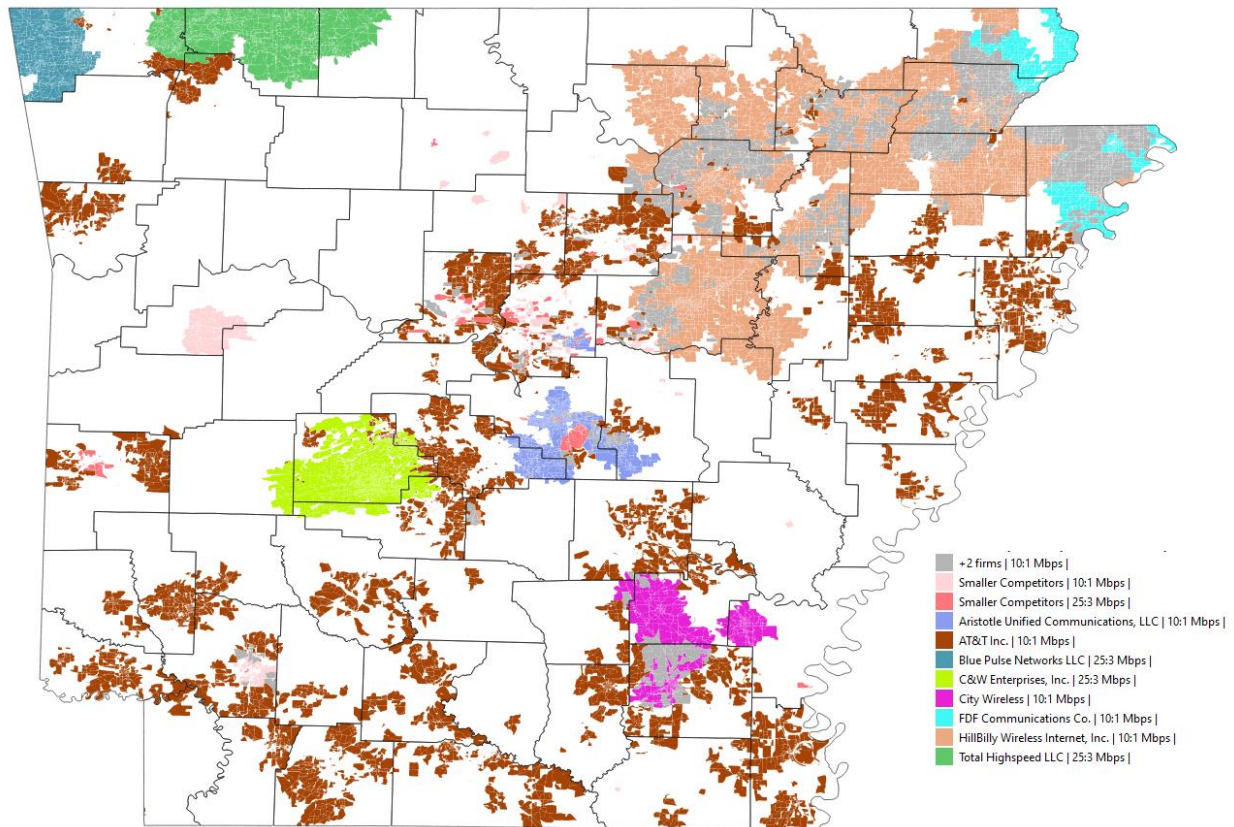 +2 firms | 10:1 Mbps |
Smaller Competitors | 10:1 Mbps |
Smaller Competitors | 25:3 Mbps |
Aristotle Unified Communications, LLC | 10:1 Mbps |
AT&T Inc. | 10:1 Mbps |
Blue Pulse Networks LLC | 25:3 Mbps |
C&W Enterprises, Inc. | 25:3 Mbps |
City Wireless | 10:1 Mbps |
FDF Communications Co. | 10:1 Mbps |
HillBilly Wireless Internet, Inc. | 10:1 Mbps |
Total Highspeed LLC | 25:3 Mbps |